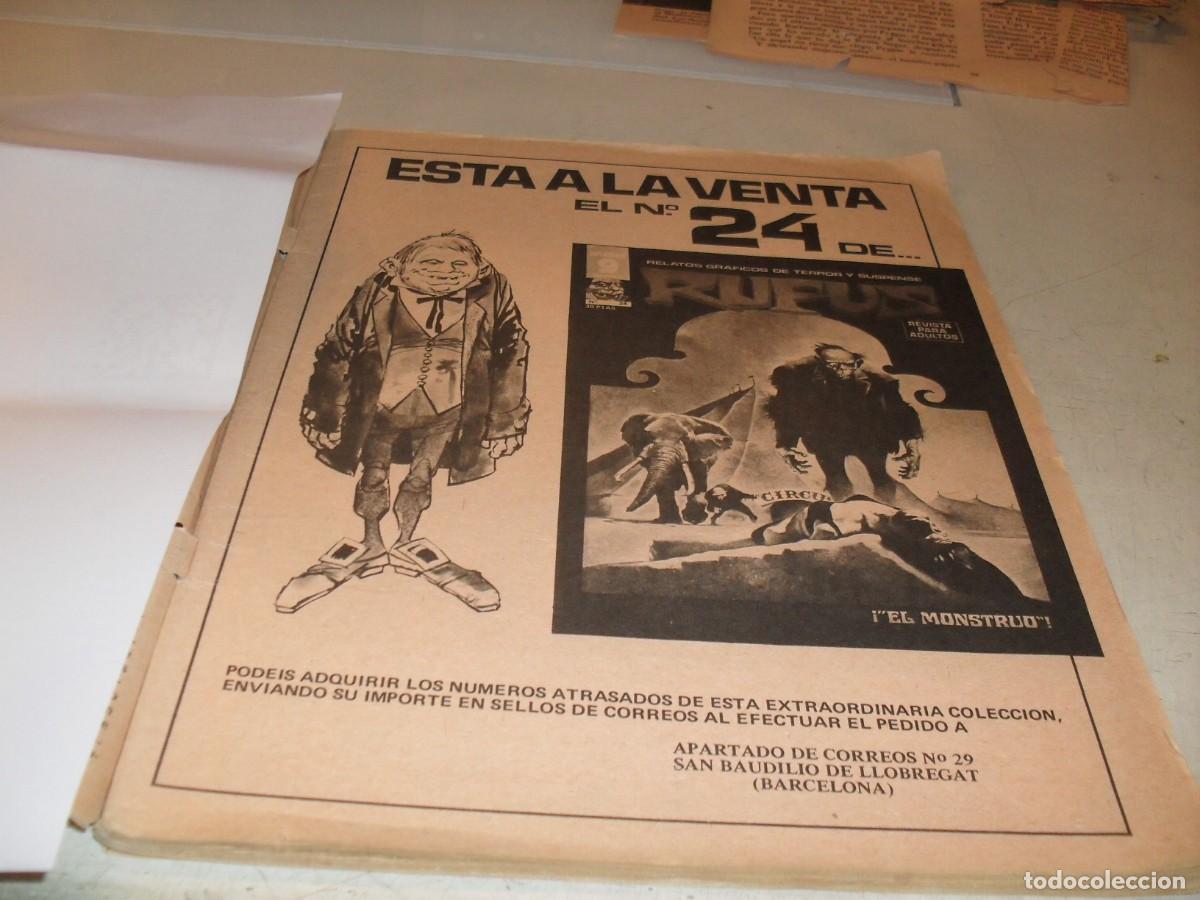 ESTA A LA VENTA
EL Nº 24 DE...
RELATOS GRAFICOS DE TERROR Y SUSPENSE
RUFUS
REVISTA
PARA
ADULTOS
CIRCU
¡"EL MONSTRUO"!
PODEIS ADQUIRIR LOS NUMEROS ATRASADOS DE ESTA EXTRAORDINARIA COLECCION,
ENVIANDO SU IMPORTE EN SELLOS DE CORREOS AL EFECTUAR EL PEDIDO A
APARTADO DE CORREOS Nº 29
SAN BAUDILIO DE LLOBREGAT
(BARCELONA)
todocoleccion